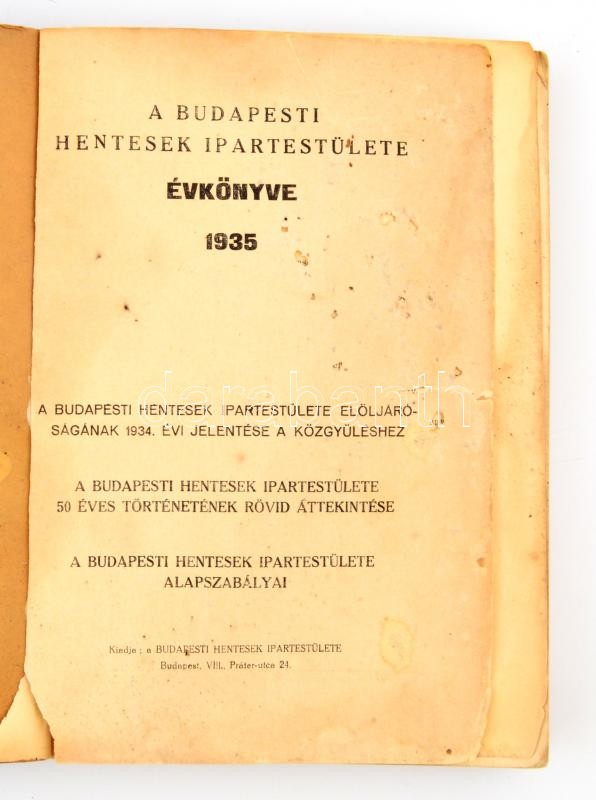 A BUDAPESTI
HENTESEK IPARTESTÜLETE
ÉVKÖNYVE
1935
darabanth
A BUDAPESTI HENTESEK IPARTESTÜLETE ELÖLJÁRÓ-
SÁGÁNAK 1934. ÉVI JELENTÉSE A KÖZGYÜLÉSHEZ
A BUDAPESTI HENTESEK IPARTESTÜLETE
50 ÉVES TÖRTÉNETÉNEK RÖVID ÁTTEKINTÉSE
A BUDAPESTI HENTESEK IPARTESTÜLETE
ALAPSZABÁLYAI
Kiadja : a BUDAPESTI HENTESEK IPARTESTÜLETE
Budapest, VIII., Práter-utca 24.